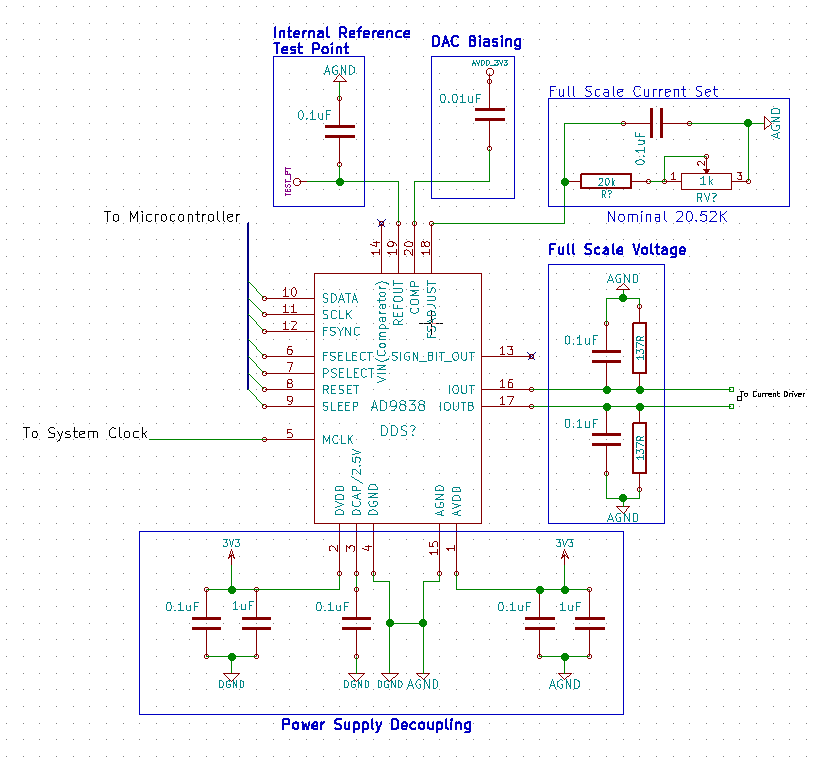 Internal Reference
Test Point
DAC Biasing
AGND
0.1uF
TEST_PT
AVDD_3V3
0.01uF
Full Scale Current Set
0.1uF
AGND
20k
R?
1
2
3
1k
RV?
Nominal 20.52K
To Microcontroller
14
19
20
18
VIN(Comparator)
REFOUT
COMP
FSADJUST
10 SDATA
11 SCLK
12 FSYNC
6 FSELECT
7 PSELECT
8 RESET
9 SLEEP
5 MCLK
To System Clock
SIGN_BIT_OUT 13
IOUT 16
IOUTB 17
AD9838
DDS?
DVDD
DCAP/2.5V
DGND
AGND
AVDD
2
3
4
15
1
Full Scale Voltage
AGND
0.1uF
137R
To Current Driver
0.1uF
137R
AGND
3V3
0.1uF
1uF
0.1uF
3V3
0.1uF
1uF
DGND
DGND
DGND
AGND
AGND
Power Supply Decoupling